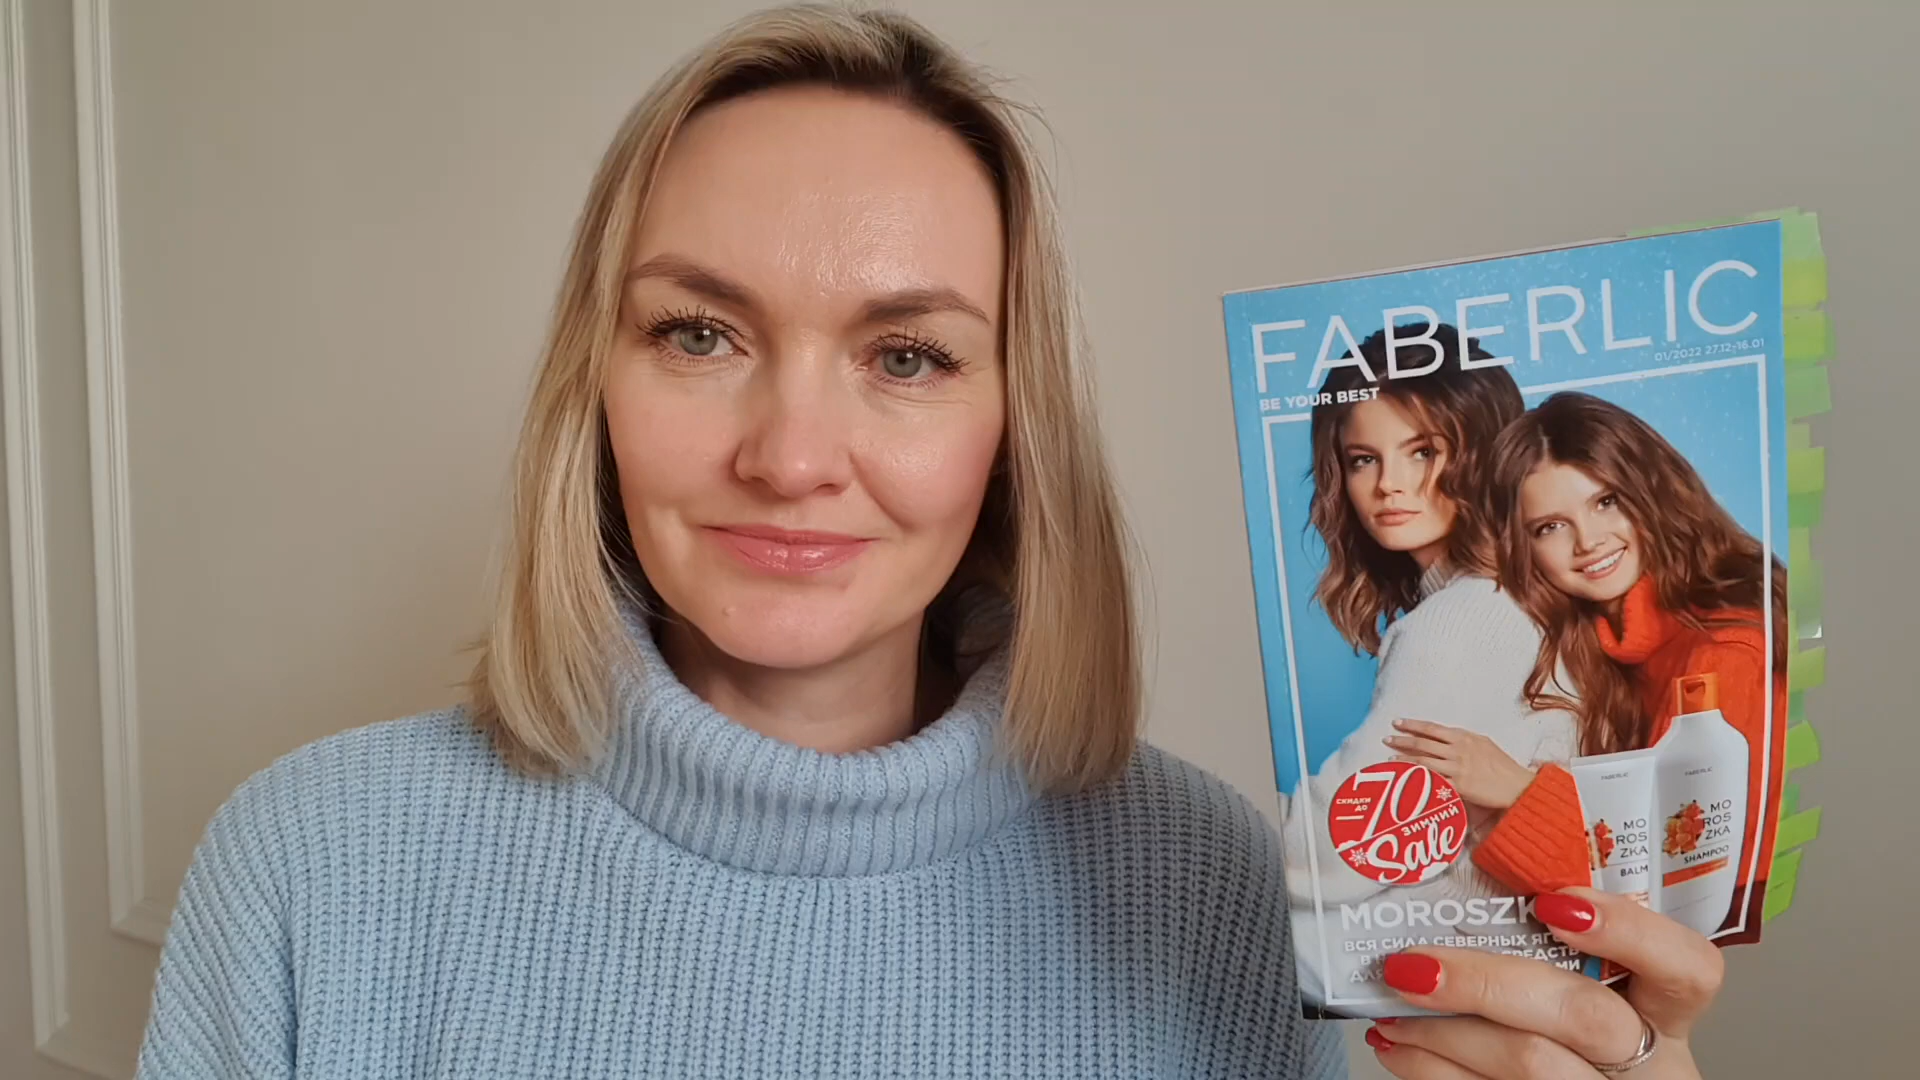 FABERLIC
01/2022 27.12-16.01
BE YOUR BEST
СКИДКИ
ДО
-70
ЗИМНИЙ
Sale
FABERLIC
MO
ROS
ZKA
BALM
FABERLIC
MO
ROS
ZKA
SHAMPOO
MOROSZK
ВСЯ СИЛА СЕВЕРНЫХ